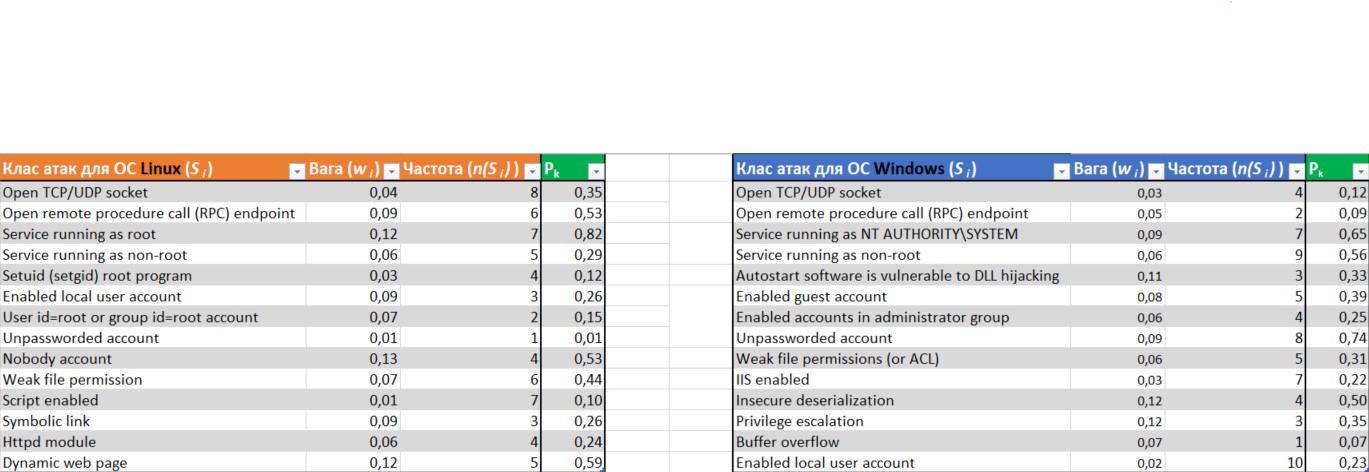 Клас атак для ОС Linux (S i) Вага (w i) Частота (n(S i)) Pk
Open TCP/UDP socket 0,04 8 0,35
Open remote procedure call (RPC) endpoint 0,09 6 0,53
Service running as root 0,12 7 0,82
Service running as non-root 0,06 5 0,29
Setuid (setgid) root program 0,03 4 0,12
Enabled local user account 0,09 3 0,26
User id=root or group id=root account 0,07 2 0,15
Unpassworded account 0,01 1 0,01
Nobody account 0,13 4 0,53
Weak file permission 0,07 6 0,44
Script enabled 0,01 7 0,10
Symbolic link 0,09 3 0,26
Httpd module 0,06 4 0,24
Dynamic web page 0,12 5 0,59
Клас атак для ОС Windows (S i) Вага (w i) Частота (n(S i)) Pk
Open TCP/UDP socket 0,03 4 0,12
Open remote procedure call (RPC) endpoint 0,05 2 0,09
Service running as NT AUTHORITY\SYSTEM 0,09 7 0,65
Service running as non-root 0,06 9 0,56
Autostart software is vulnerable to DLL hijacking 0,11 3 0,33
Enabled guest account 0,08 5 0,39
Enabled accounts in administrator group 0,06 4 0,25
Unpassworded account 0,09 8 0,74
Weak file permissions (or ACL) 0,06 5 0,31
IIS enabled 0,03 7 0,22
Insecure deserialization 0,12 4 0,50
Privilege escalation 0,12 3 0,35
Buffer overflow 0,07 1 0,07
Enabled local user account 0,02 10 0,23